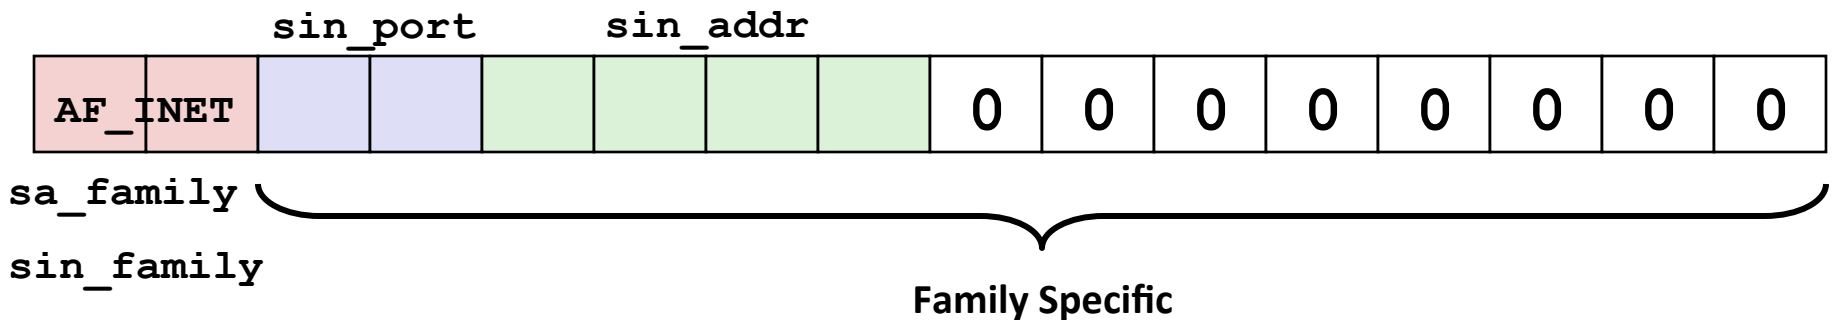 sin_port sin_addr
AF_INET 0 0 0 0 0 0 0 0
sa_family
sin_family
Family Specific